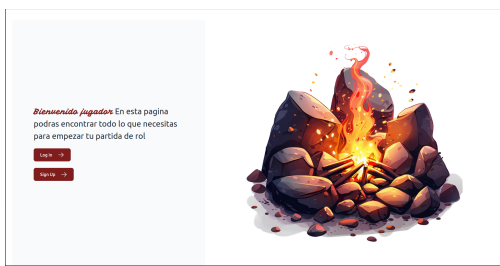 Bienvenido jugador En esta pagina
podras encontrar todo lo que necesitas
para empezar tu partida de rol
Log in →
Sign Up →